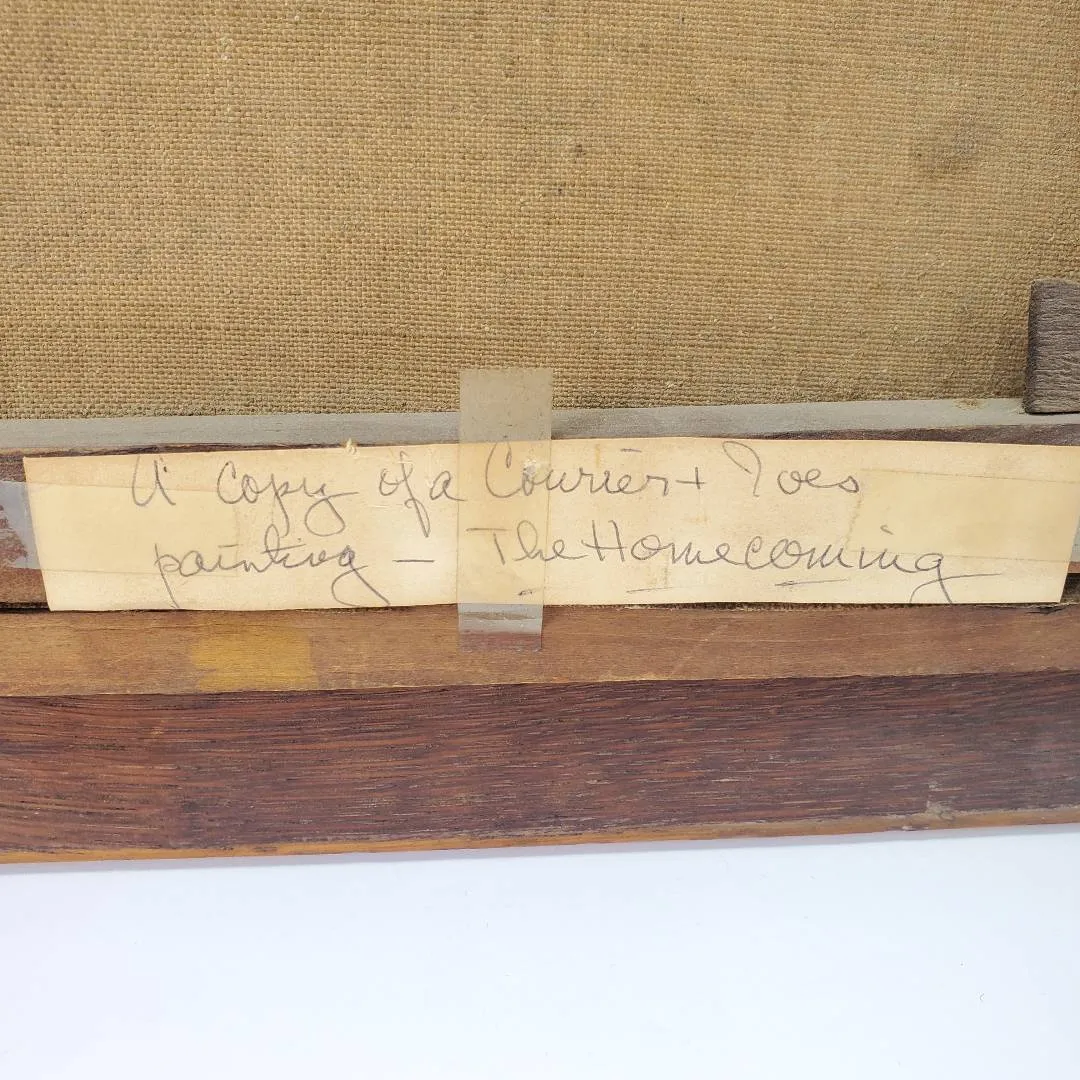 A copy of a Courier + Ives
painting — The Homecoming